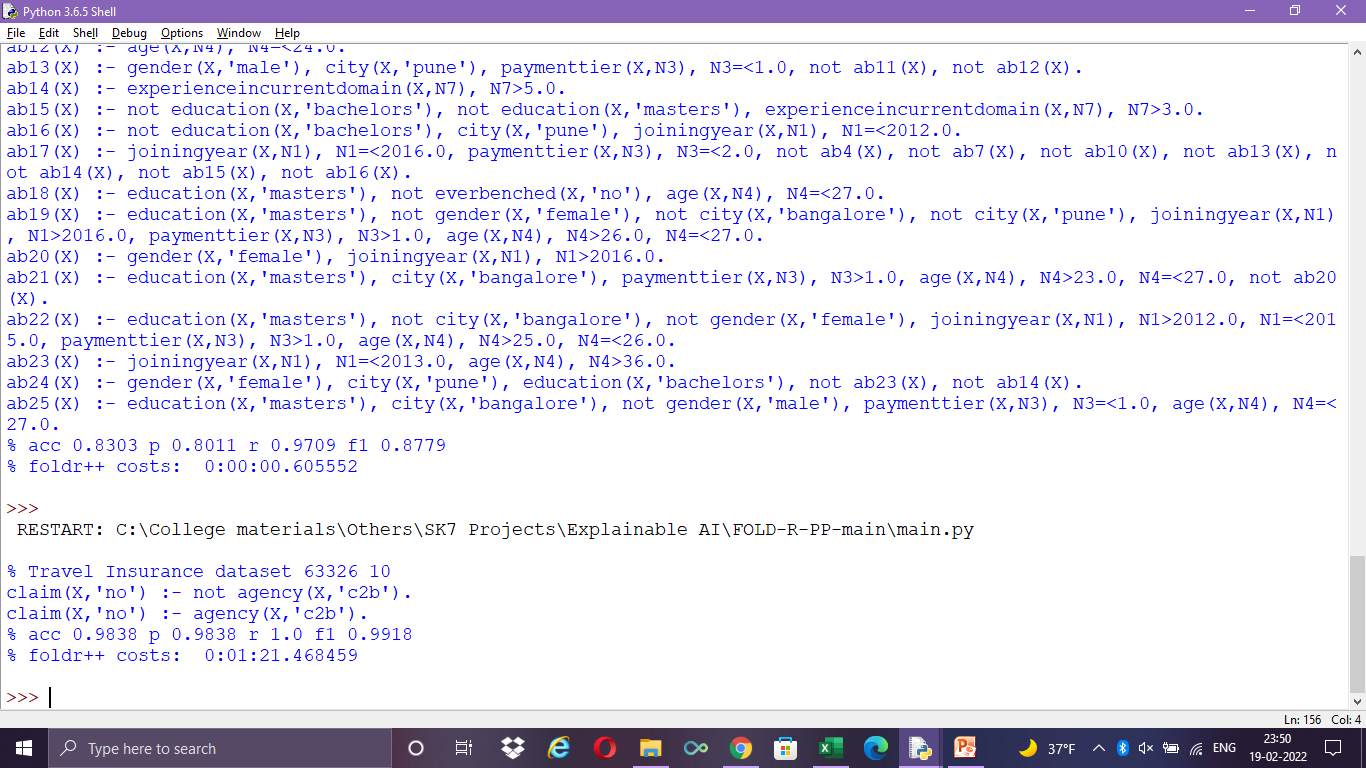 Python 3.6.5 Shell
File Edit Shell Debug Options Window Help
ab12(X) :- age(X,N4), N4=<24.0.
ab13(X) :- gender(X,'male'), city(X,'pune'), paymenttier(X,N3), N3=<1.0, not ab11(X), not ab12(X).
ab14(X) :- experienceincurrentdomain(X,N7), N7>5.0.
ab15(X) :- not education(X,'bachelors'), not education(X,'masters'), experienceincurrentdomain(X,N7), N7>3.0.
ab16(X) :- not education(X,'bachelors'), city(X,'pune'), joiningyear(X,N1), N1=<2012.0.
ab17(X) :- joiningyear(X,N1), N1=<2016.0, paymenttier(X,N3), N3=<2.0, not ab4(X), not ab7(X), not ab10(X), not ab13(X), n
ot ab14(X), not ab15(X), not ab16(X).
ab18(X) :- education(X,'masters'), not everbenched(X,'no'), age(X,N4), N4=<27.0.
ab19(X) :- education(X,'masters'), not gender(X,'female'), not city(X,'bangalore'), not city(X,'pune'), joiningyear(X,N1)
, N1>2016.0, paymenttier(X,N3), N3>1.0, age(X,N4), N4>26.0, N4=<27.0.
ab20(X) :- gender(X,'female'), joiningyear(X,N1), N1>2016.0.
ab21(X) :- education(X,'masters'), city(X,'bangalore'), paymenttier(X,N3), N3>1.0, age(X,N4), N4>23.0, N4=<27.0, not ab20
(X).
ab22(X) :- education(X,'masters'), not city(X,'bangalore'), not gender(X,'female'), joiningyear(X,N1), N1>2012.0, N1=<201
5.0, paymenttier(X,N3), N3>1.0, age(X,N4), N4>25.0, N4=<26.0.
ab23(X) :- joiningyear(X,N1), N1=<2013.0, age(X,N4), N4>36.0.
ab24(X) :- gender(X,'female'), city(X,'pune'), education(X,'bachelors'), not ab23(X), not ab14(X).
ab25(X) :- education(X,'masters'), city(X,'bangalore'), not gender(X,'male'), paymenttier(X,N3), N3=<1.0, age(X,N4), N4=<
27.0.
% acc 0.8303 p 0.8011 r 0.9709 f1 0.8779
% foldr++ costs:  0:00:00.605552
>>>
RESTART: C:\College materials\Others\SK7 Projects\Explainable AI\FOLD-R-PP-main\main.py
% Travel Insurance dataset 63326 10
claim(X,'no') :- not agency(X,'c2b').
claim(X,'no') :- agency(X,'c2b').
% acc 0.9838 p 0.9838 r 1.0 f1 0.9918
% foldr++ costs:  0:01:21.468459
>>>
Ln: 156 Col: 4
Type here to search
37°F
ENG
23:50
19-02-2022